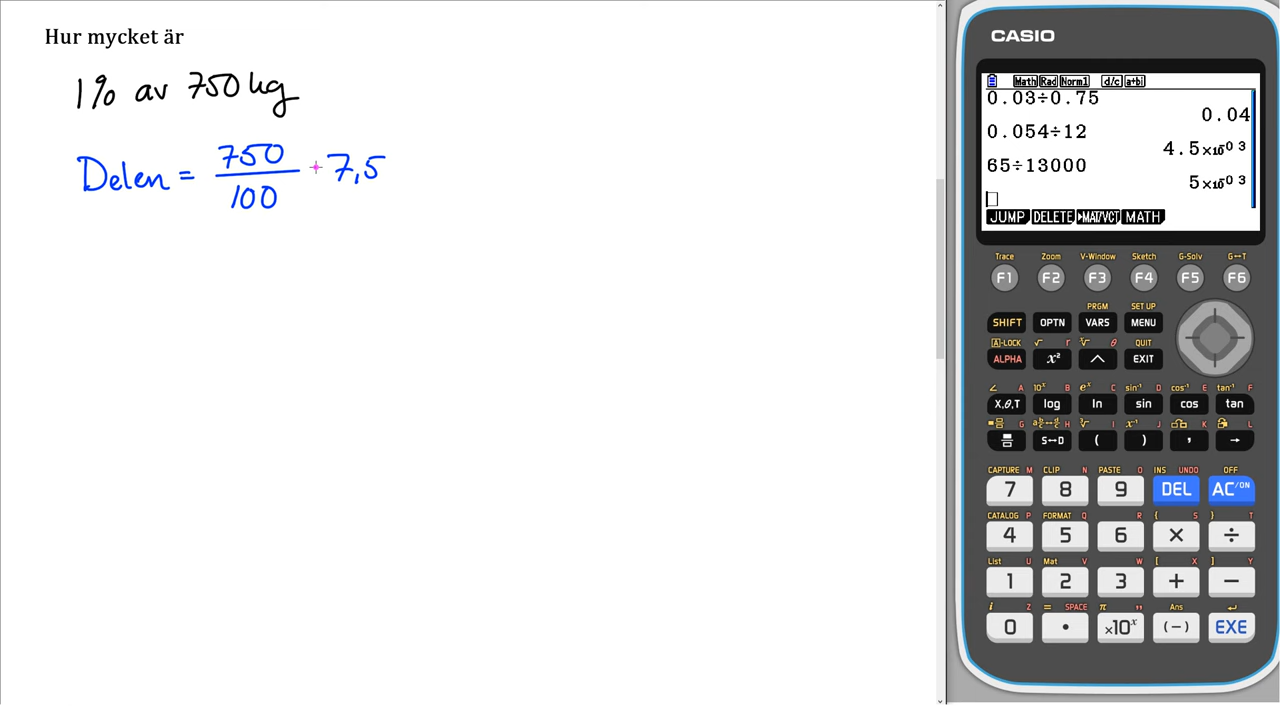 Hur mycket är
1% av 750 kg
Delen = 750/100 7,5
CASIO
Math Rad Norm1 d/c a+bi
0.03÷0.75
0.04
0.054÷12
4.5×10⁻⁰³
65÷13000
5×10⁻⁰³
JUMP DELETE ►MAT/VCT MATH
Trace Zoom V-Window Sketch G-Solv G↔T
F1 F2 F3 F4 F5 F6
PRGM SET UP
SHIFT OPTN VARS MENU
A-LOCK √ r ∛ θ QUIT
ALPHA x² ^ EXIT
∠ A 10ˣ B eˣ C sin⁻¹ D cos⁻¹ E tan⁻¹ F
X,θ,T log ln sin cos tan
G H ∛ I x⁻¹ J K L
S↔D ( ) , →
CAPTURE M CLIP N PASTE O INS UNDO OFF
7 8 9 DEL AC/ON
CATALOG P FORMAT Q R { S } T
4 5 6 × ÷
List U Mat V W [ X ] Y
1 2 3 + −
i Z = SPACE π " Ans ↵
0 • ×10ˣ (−) EXE